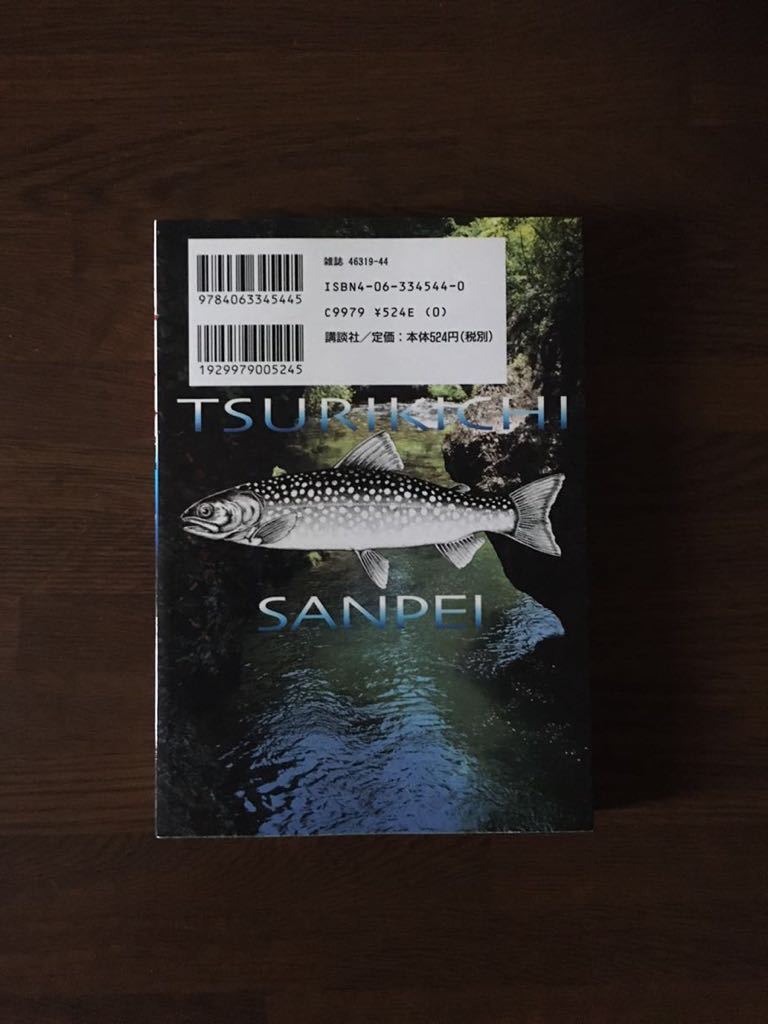 雑誌 46319-44
ISBN4-06-334544-0
C9979 ¥524E (0)
講談社／定価：本体524円(税別)
9784063345445
1929979005245
TSURIKICHI
SANPEI